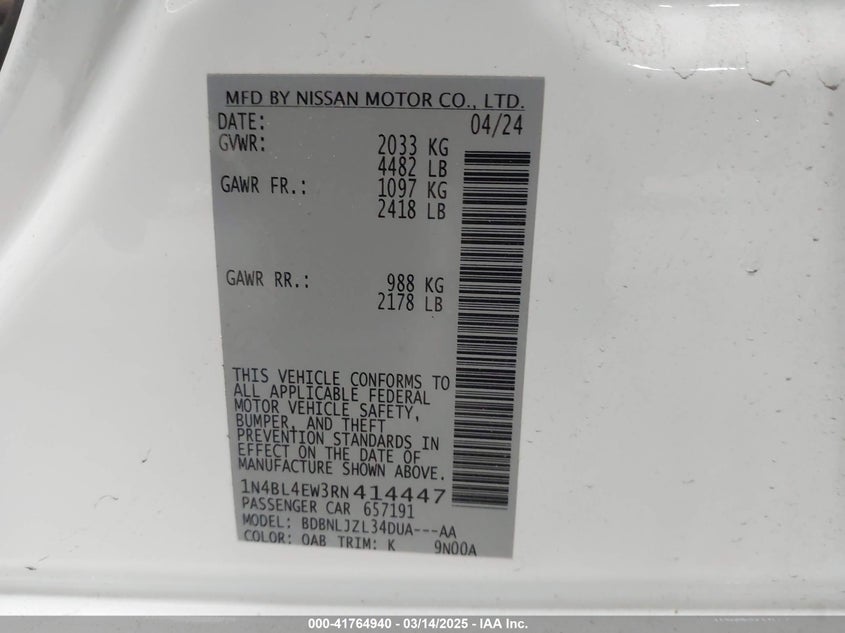 MFD BY NISSAN MOTOR CO., LTD.
DATE: 04/24
GVWR: 2033 KG
4482 LB
GAWR FR.: 1097 KG
2418 LB
GAWR RR.: 988 KG
2178 LB
THIS VEHICLE CONFORMS TO
ALL APPLICABLE FEDERAL
MOTOR VEHICLE SAFETY,
BUMPER, AND THEFT
PREVENTION STANDARDS IN
EFFECT ON THE DATE OF
MANUFACTURE SHOWN ABOVE.
1N4BL4EW3RN414447
PASSENGER CAR 657191
MODEL: BDBNLJZL34DUA---AA
COLOR: QAB TRIM: K 9N00A
000-41764940 - 03/14/2025 - IAA Inc.